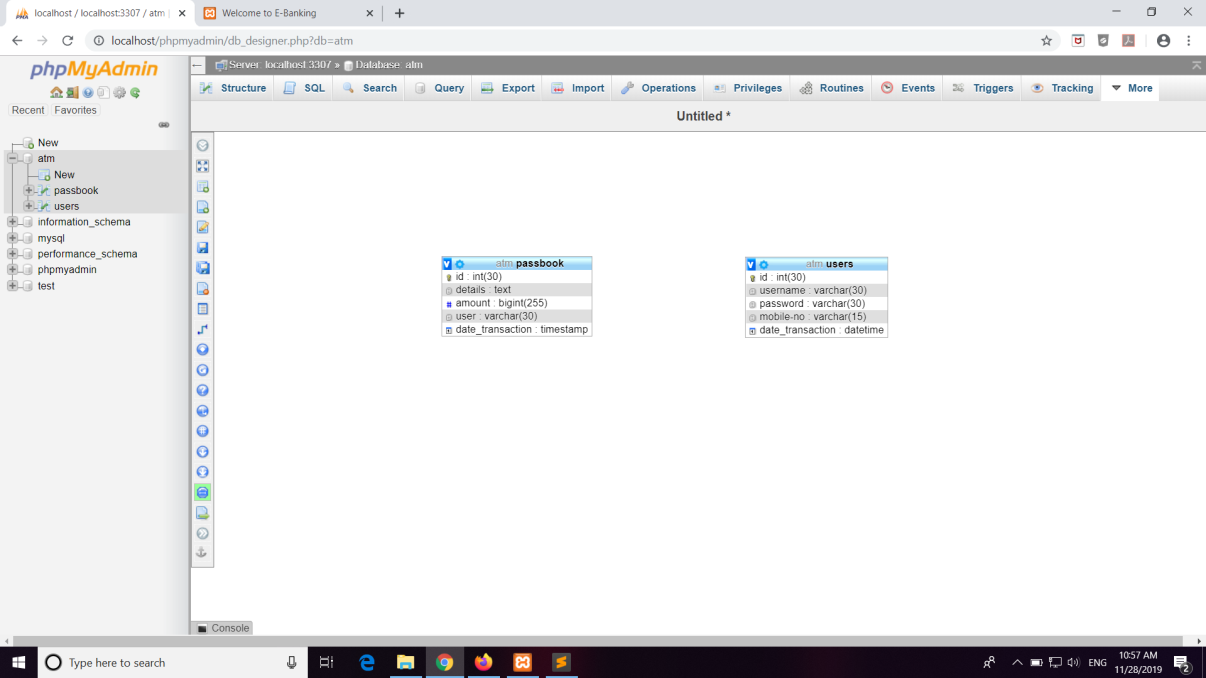 localhost / localhost:3307 / atm |
Welcome to E-Banking
localhost/phpmyadmin/db_designer.php?db=atm
phpMyAdmin
Recent Favorites
New
atm
New
passbook
users
information_schema
mysql
performance_schema
phpmyadmin
test
Server: localhost:3307 » Database: atm
Structure SQL Search Query Export Import Operations Privileges Routines Events Triggers Tracking More
Untitled *
atm passbook
id : int(30)
details : text
amount : bigint(255)
user : varchar(30)
date_transaction : timestamp
atm users
id : int(30)
username : varchar(30)
password : varchar(30)
mobile-no : varchar(15)
date_transaction : datetime
Console
Type here to search
ENG
10:57 AM
11/28/2019
2